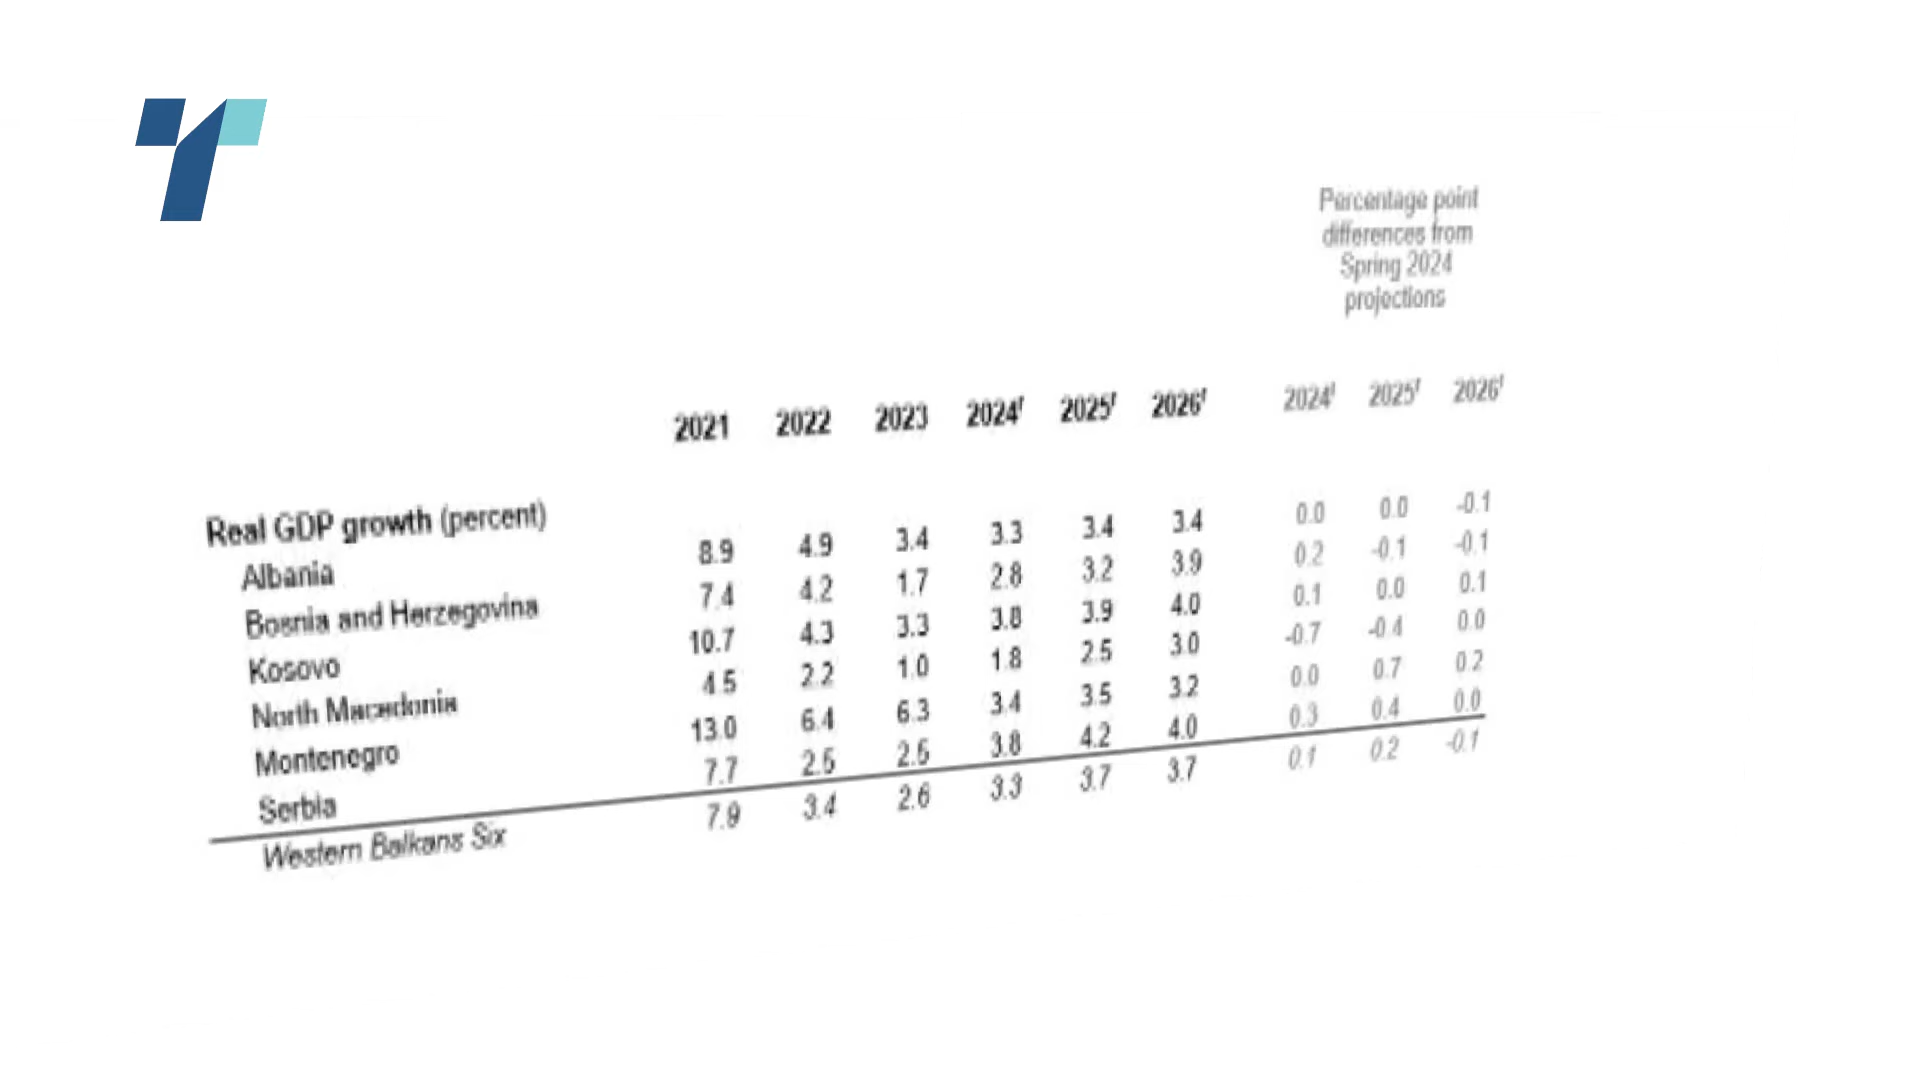 Percentage point
differences from
Spring 2024
projections
2021 2022 2023 2024f 2025f 2026f 2024f 2025f 2026f
Real GDP growth (percent)
Albania 8.9 4.9 3.4 3.3 3.4 3.4 0.0 0.0 -0.1
Bosnia and Herzegovina 7.4 4.2 1.7 2.8 3.2 3.9 0.2 -0.1 -0.1
Kosovo 10.7 4.3 3.3 3.8 3.9 4.0 0.1 0.0 0.1
North Macedonia 4.5 2.2 1.0 1.8 2.5 3.0 -0.7 -0.4 0.0
Montenegro 13.0 6.4 6.3 3.4 3.5 3.2 0.0 0.7 0.2
Serbia 7.7 2.5 2.5 3.8 4.2 4.0 0.3 0.4 0.0
Western Balkans Six 7.9 3.4 2.6 3.3 3.7 3.7 0.1 0.2 -0.1